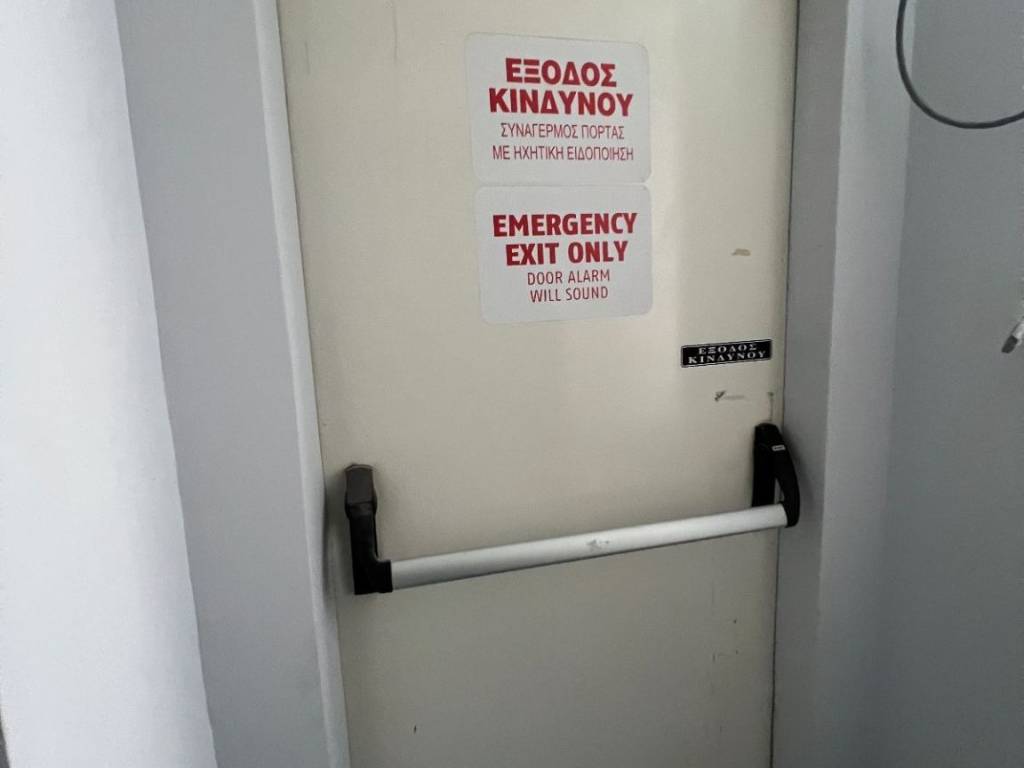 ΕΞΟΔΟΣ
ΚΙΝΔΥΝΟΥ
ΣΥΝΑΓΕΡΜΟΣ ΠΟΡΤΑΣ
ΜΕ ΗΧΗΤΙΚΗ ΕΙΔΟΠΟΙΗΣΗ
EMERGENCY
EXIT ONLY
DOOR ALARM
WILL SOUND
ΕΞΟΔΟΣ
ΚΙΝΔΥΝΟΥ